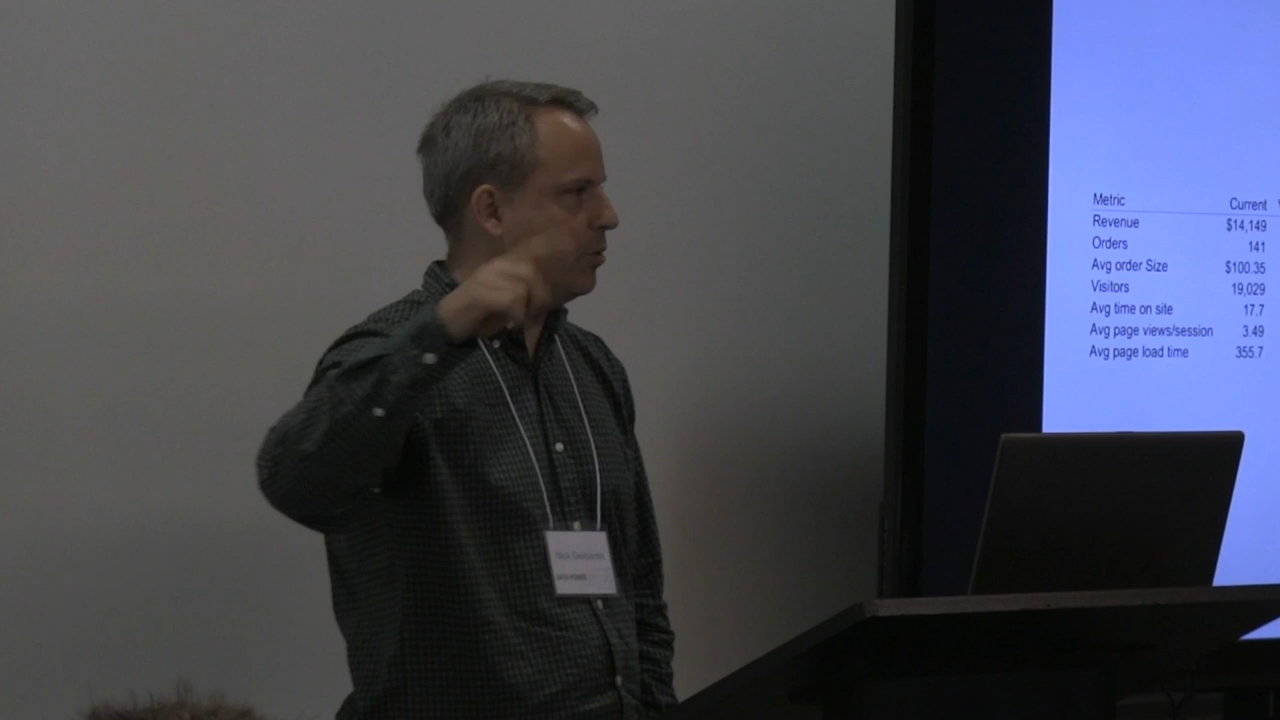 Metric Current
Revenue $14,149
Orders 141
Avg order Size $100.35
Visitors 19,029
Avg time on site 17.7
Avg page views/session 3.49
Avg page load time 355.7
Nick